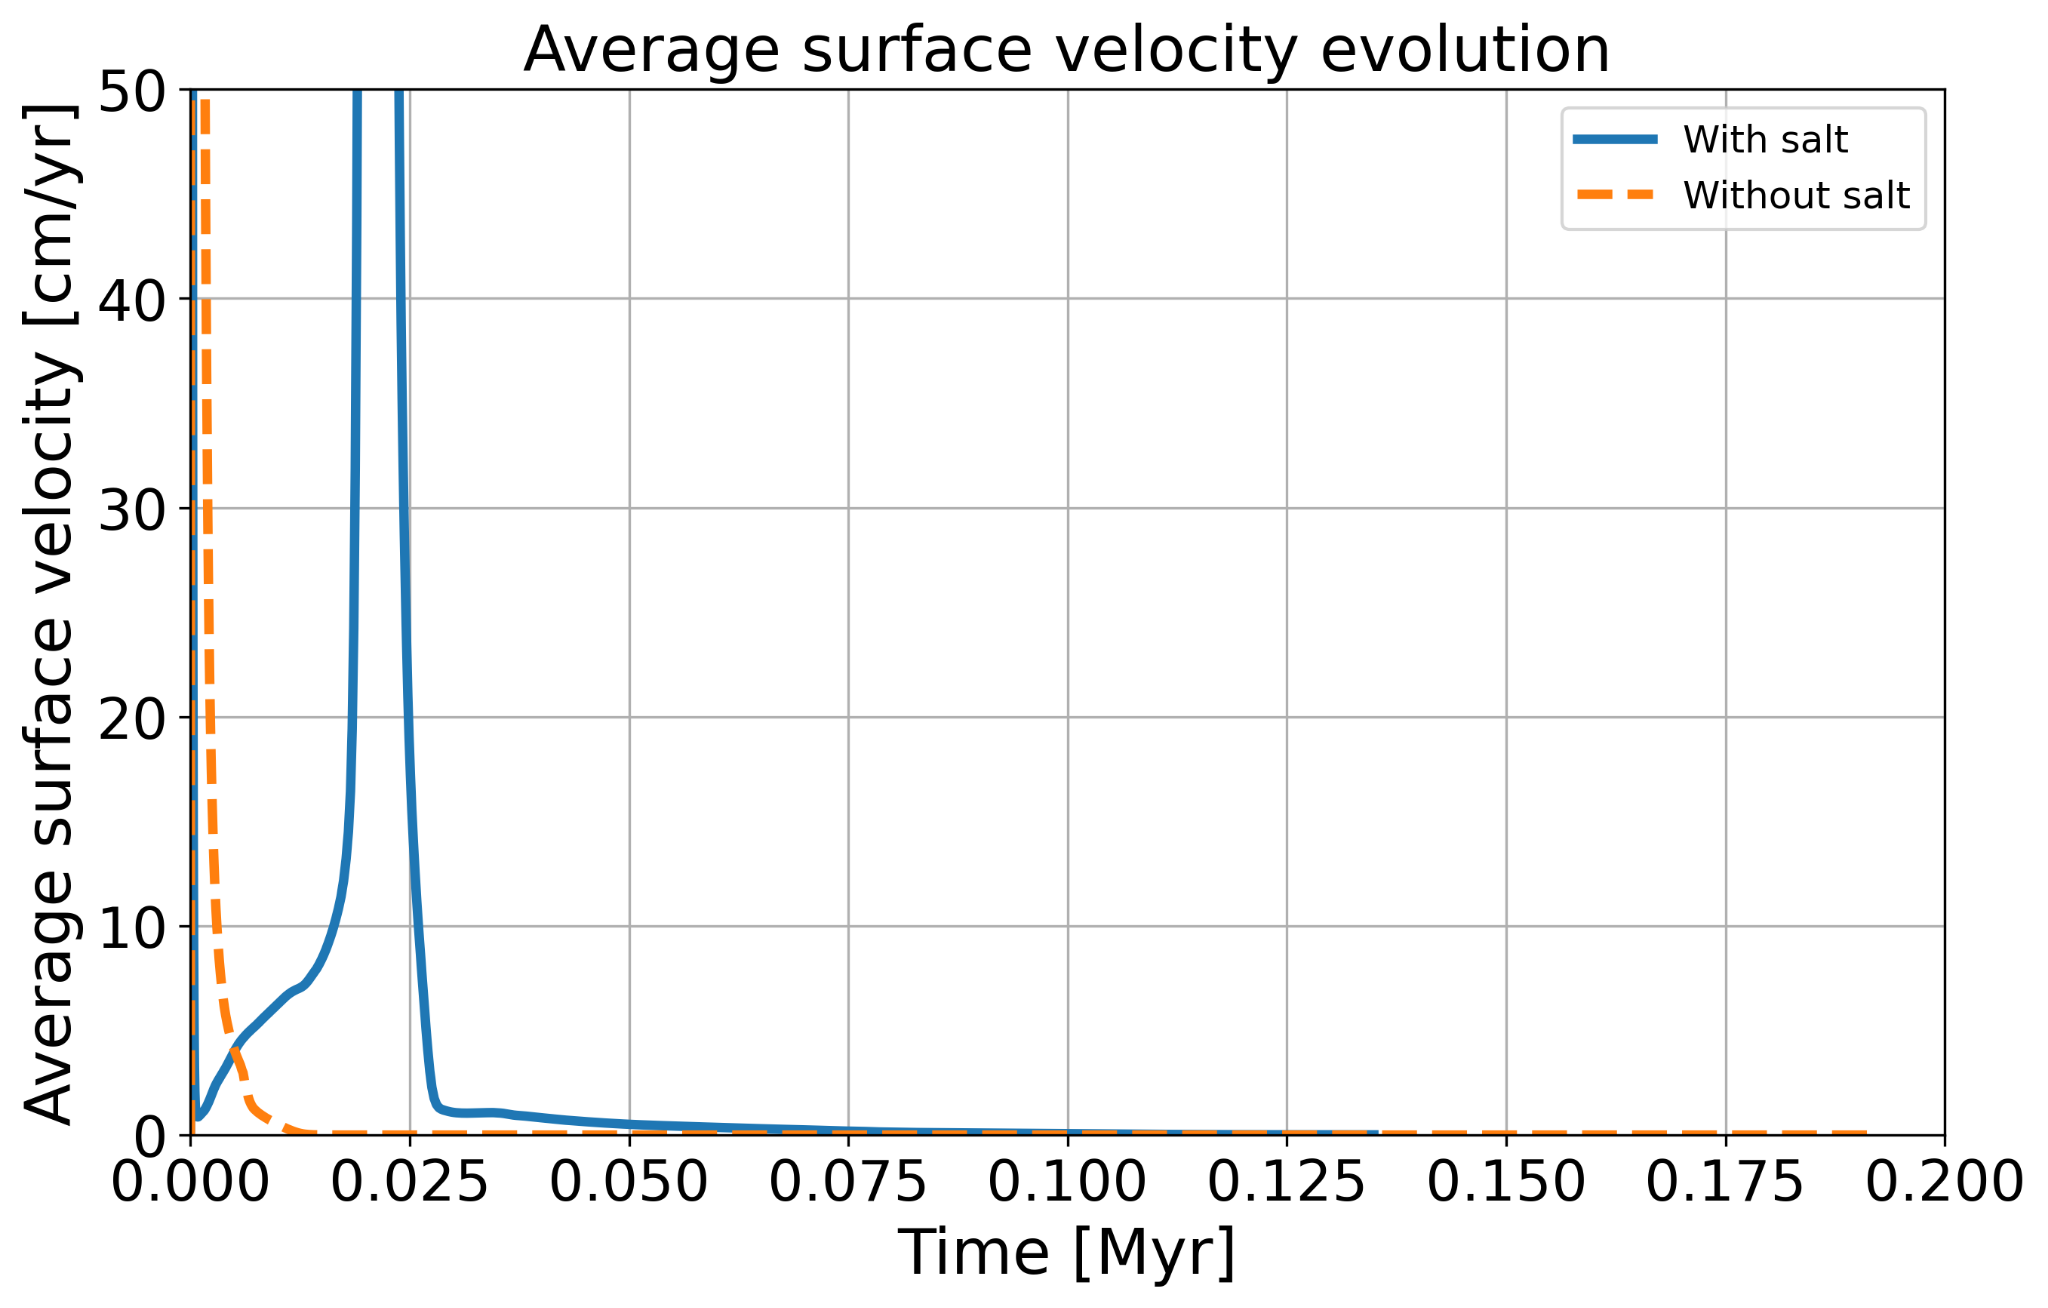 Average surface velocity evolution
Average surface velocity [cm/yr]
50
40
30
20
10
0
With salt
Without salt
0.000 0.025 0.050 0.075 0.100 0.125 0.150 0.175 0.200
Time [Myr]